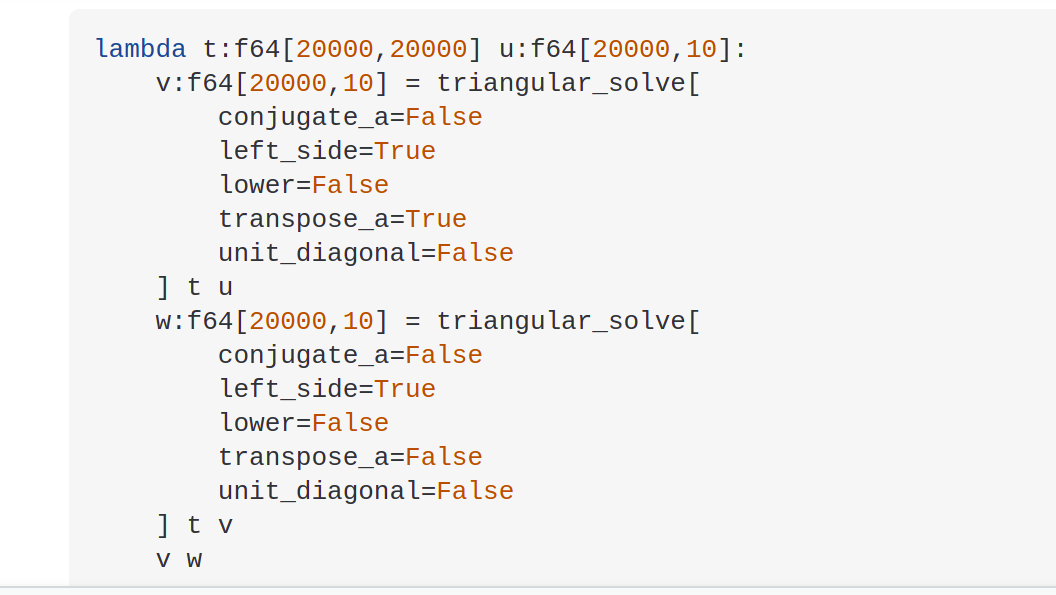 lambda t:f64[20000,20000] u:f64[20000,10]:
    v:f64[20000,10] = triangular_solve[
        conjugate_a=False
        left_side=True
        lower=False
        transpose_a=True
        unit_diagonal=False
    ] t u
    w:f64[20000,10] = triangular_solve[
        conjugate_a=False
        left_side=True
        lower=False
        transpose_a=False
        unit_diagonal=False
    ] t v
    v w